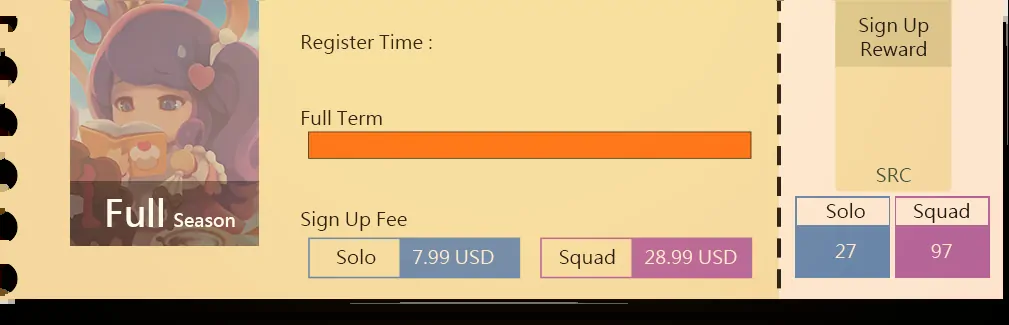 Register Time :
Full Term
Full Season
Sign Up Fee
Solo 7.99 USD Squad 28.99 USD
Sign Up
Reward
SRC
Solo Squad
27 97